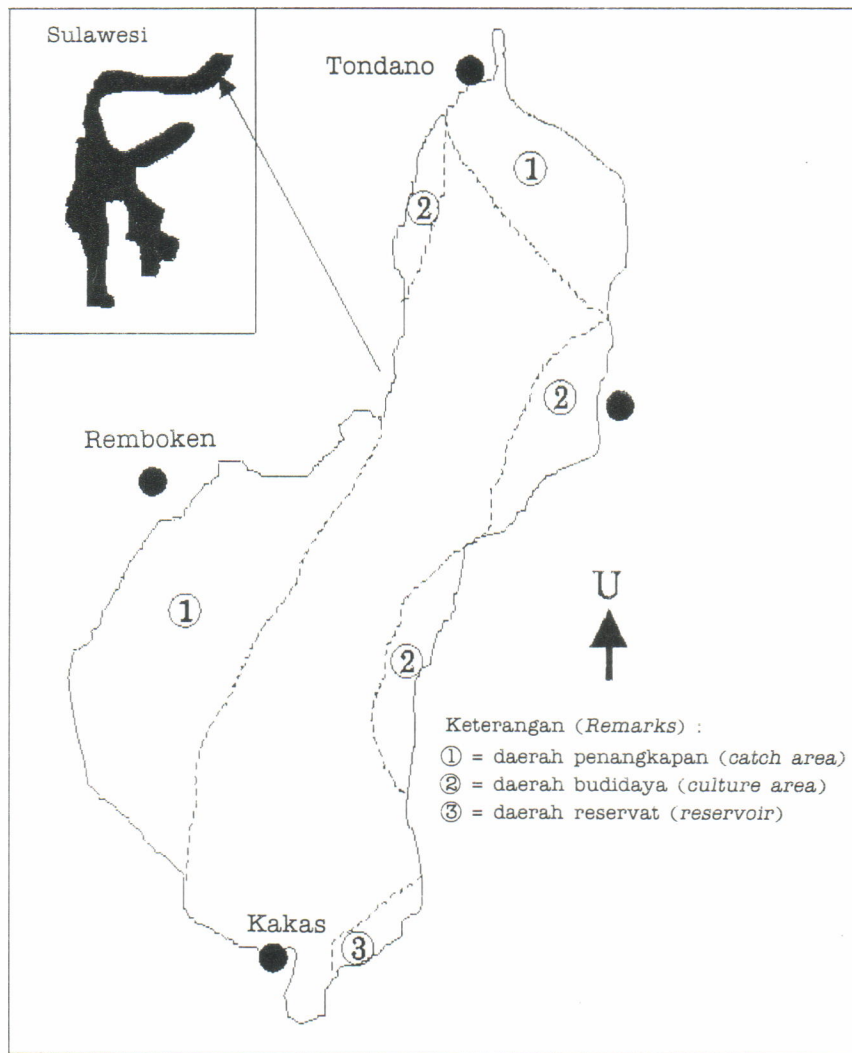 Sulawesi
Tondano
①
②
②
Remboken
①
U
②
Keterangan (Remarks) :
① = daerah penangkapan (catch area)
② = daerah budidaya (culture area)
③ = daerah reservat (reservoir)
Kakas
③